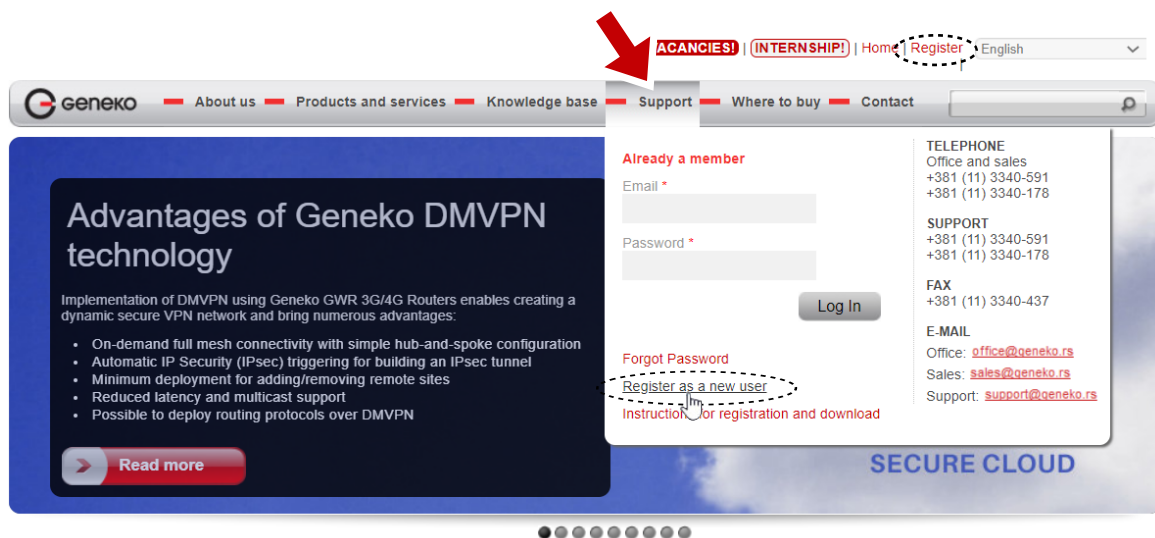 ACANCIES! | INTERNSHIP! | Home | Register English
GENEKO About us Products and services Knowledge base Support Where to buy Contact
Already a member
Email *
Password *
Log In
Forgot Password
Register as a new user
Instruction or registration and download
TELEPHONE
Office and sales
+381 (11) 3340-591
+381 (11) 3340-178
SUPPORT
+381 (11) 3340-591
+381 (11) 3340-178
FAX
+381 (11) 3340-437
E-MAIL
Office: office@geneko.rs
Sales: sales@geneko.rs
Support: support@geneko.rs
Advantages of Geneko DMVPN
technology
Implementation of DMVPN using Geneko GWR 3G/4G Routers enables creating a
dynamic secure VPN network and bring numerous advantages:
• On-demand full mesh connectivity with simple hub-and-spoke configuration
• Automatic IP Security (IPsec) triggering for building an IPsec tunnel
• Minimum deployment for adding/removing remote sites
• Reduced latency and multicast support
• Possible to deploy routing protocols over DMVPN
Read more
SECURE CLOUD